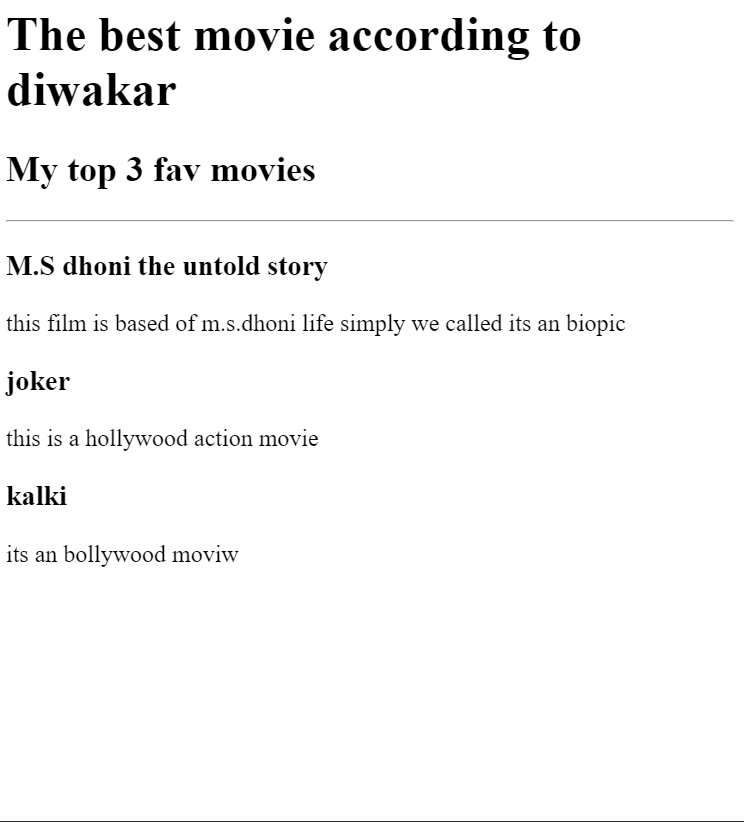 The best movie according to
diwakar
My top 3 fav movies
M.S dhoni the untold story
this film is based of m.s.dhoni life simply we called its an biopic
joker
this is a hollywood action movie
kalki
its an bollywood moviw